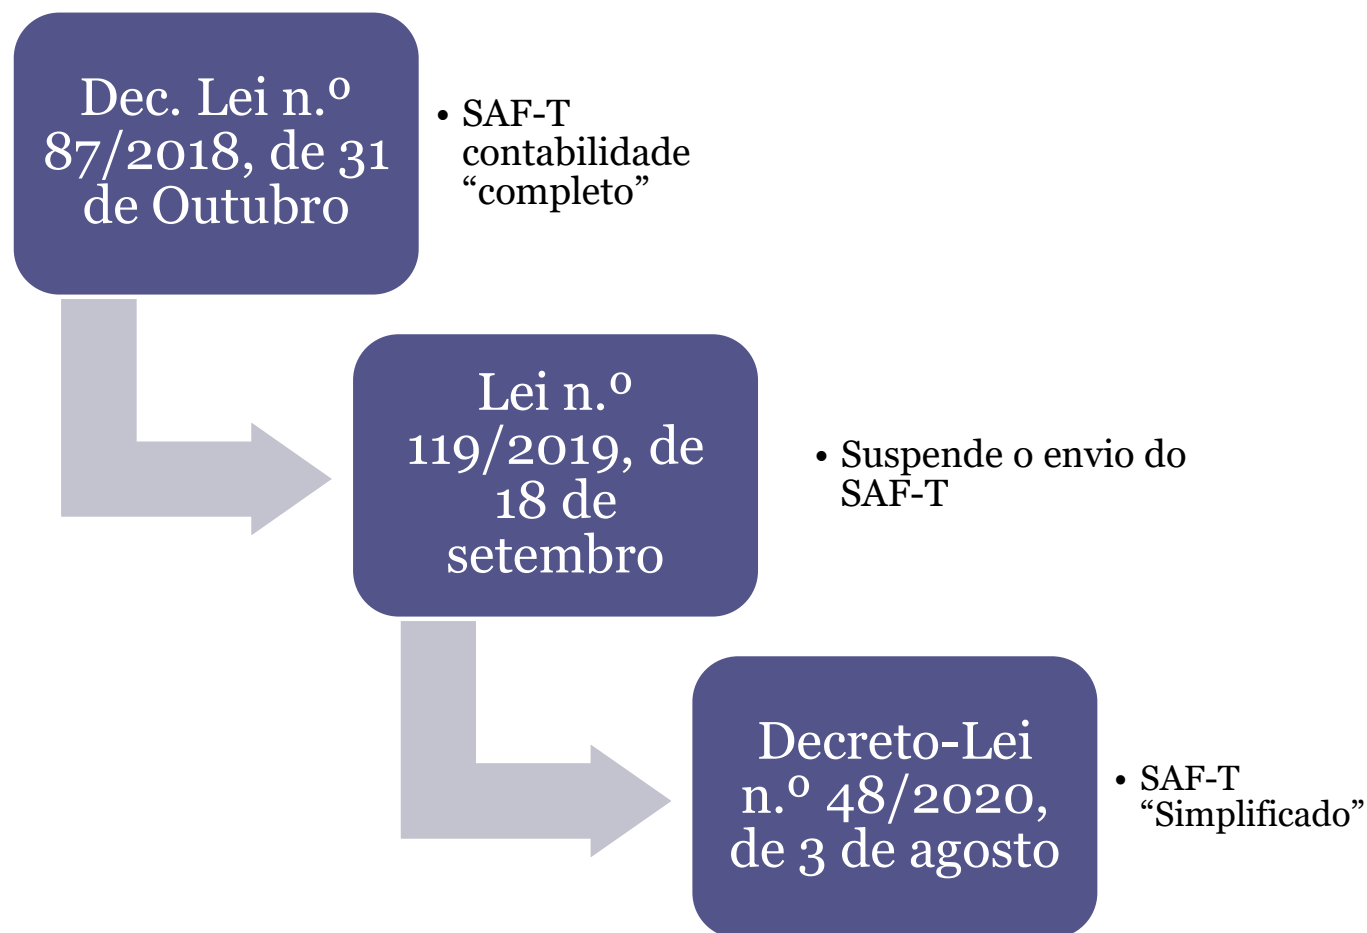 Dec. Lei n.º
87/2018, de 31
de Outubro
• SAF-T
contabilidade
“completo”
Lei n.º
119/2019, de
18 de
setembro
• Suspende o envio do
SAF-T
Decreto-Lei
n.º 48/2020,
de 3 de agosto
• SAF-T
“Simplificado”